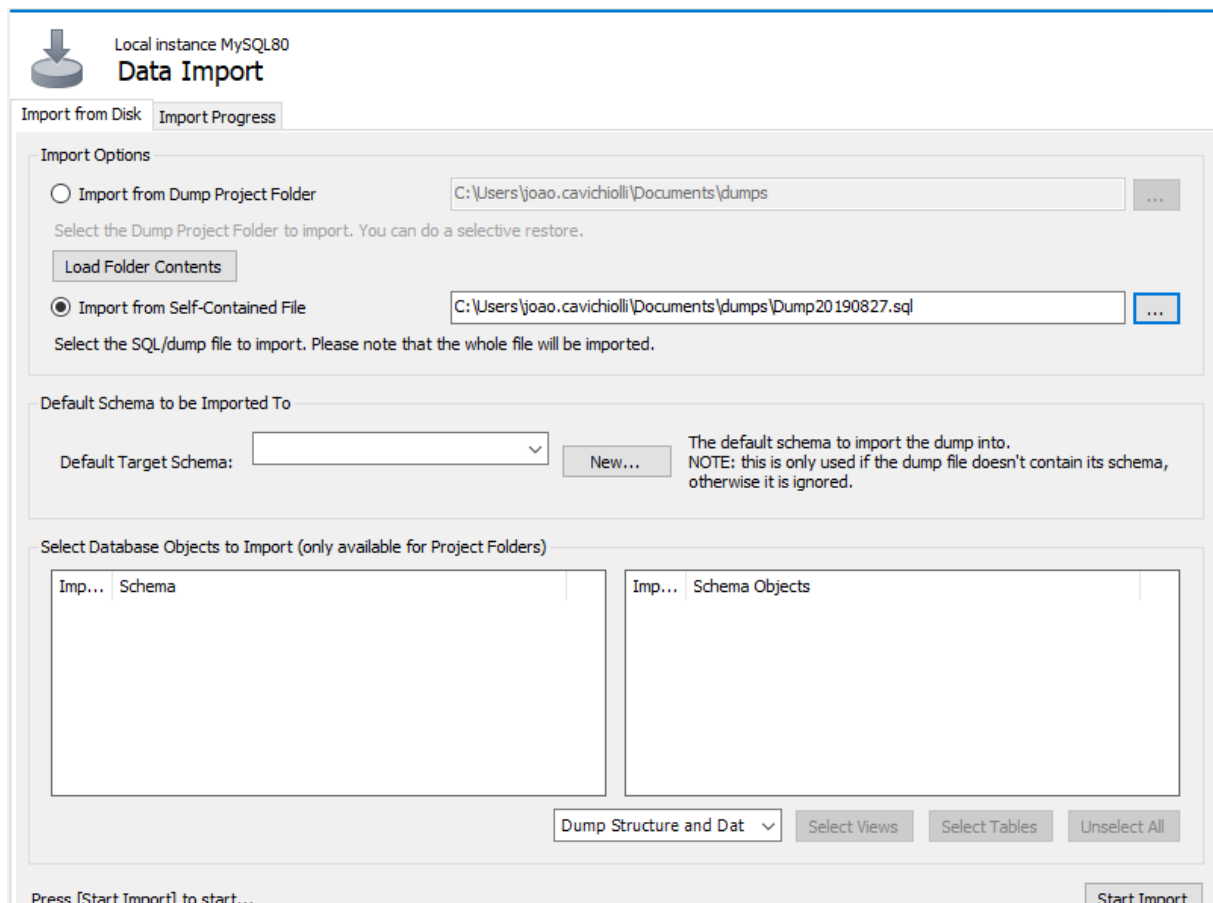 Local instance MySQL80
Data Import
Import from Disk
Import Progress
Import Options
Import from Dump Project Folder
C:\Users\joao.cavichiolli\Documents\dumps
...
Select the Dump Project Folder to import. You can do a selective restore.
Load Folder Contents
Import from Self-Contained File
C:\Users\joao.cavichiolli\Documents\dumps\Dump20190827.sql
...
Select the SQL/dump file to import. Please note that the whole file will be imported.
Default Schema to be Imported To
Default Target Schema:
New...
The default schema to import the dump into.
NOTE: this is only used if the dump file doesn't contain its schema,
otherwise it is ignored.
Select Database Objects to Import (only available for Project Folders)
Imp... Schema
Imp... Schema Objects
Dump Structure and Dat
Select Views
Select Tables
Unselect All
Press [Start Import] to start...
Start Import